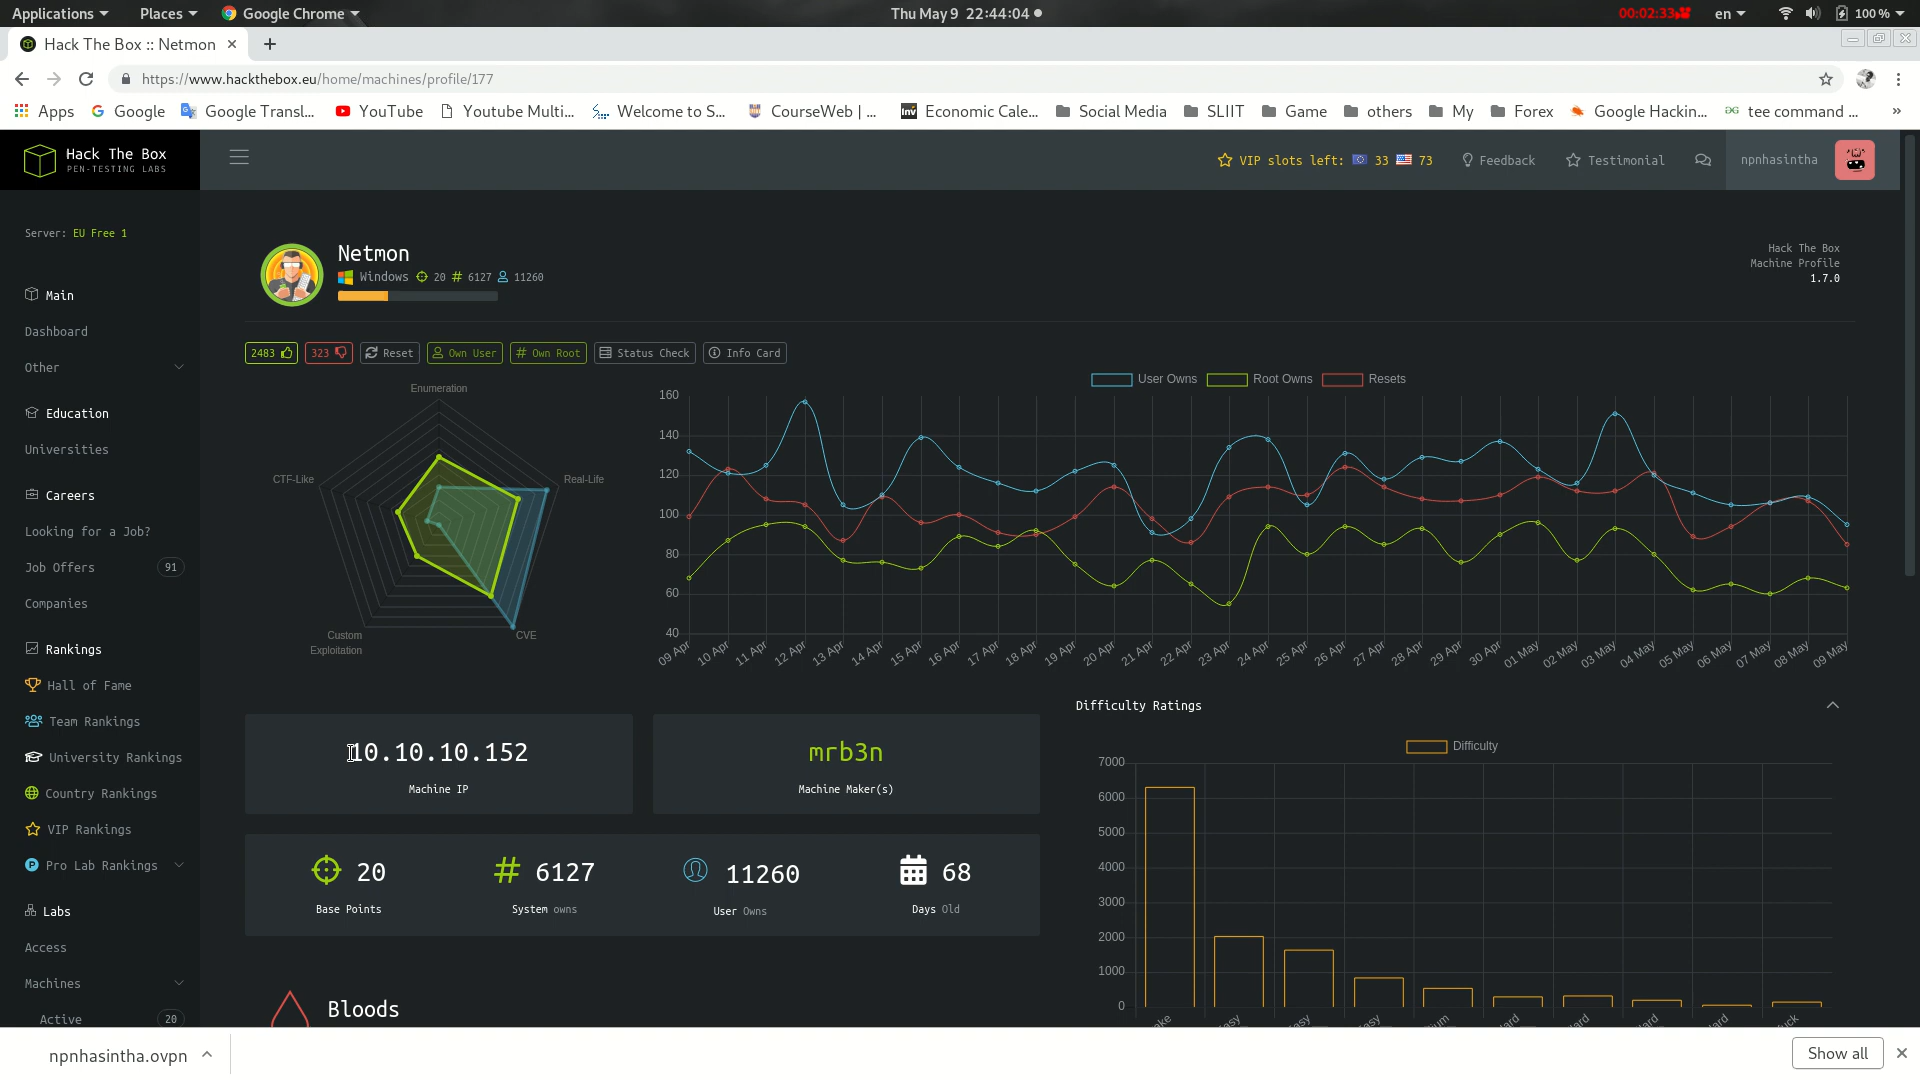 Applications Places Google Chrome Thu May 9 22:44:04 00:02:33 en 100 %
Hack The Box :: Netmon
https://www.hackthebox.eu/home/machines/profile/177
Apps Google Google Transl... YouTube Youtube Multi... Welcome to S... CourseWeb | ... Economic Cale... Social Media SLIIT Game others My Forex Google Hackin... tee command ... »
Hack The Box
PEN-TESTING LABS
VIP slots left: 33 73 Feedback Testimonial npnhasintha
Server: EU Free 1
Main
Dashboard
Other
Education
Universities
Careers
Looking for a Job?
Job Offers 91
Companies
Rankings
Hall of Fame
Team Rankings
University Rankings
Country Rankings
VIP Rankings
Pro Lab Rankings
Labs
Access
Machines
Active 20
Netmon
Windows 20 # 6127 11260
Hack The Box
Machine Profile
1.7.0
2483 323 Reset Own User # Own Root Status Check Info Card
Enumeration
CTF-Like Real-Life
Custom
Exploitation
CVE
User Owns Root Owns Resets
160
140
120
100
80
60
40
09 Apr 10 Apr 11 Apr 12 Apr 13 Apr 14 Apr 15 Apr 16 Apr 17 Apr 18 Apr 19 Apr 20 Apr 21 Apr 22 Apr 23 Apr 24 Apr 25 Apr 26 Apr 27 Apr 28 Apr 29 Apr 30 Apr 01 May 02 May 03 May 04 May 05 May 06 May 07 May 08 May 09 May
10.10.10.152
Machine IP
mrb3n
Machine Maker(s)
20
Base Points
# 6127
System owns
11260
User Owns
68
Days Old
Bloods
Difficulty Ratings
Difficulty
7000
6000
5000
4000
3000
2000
1000
0
npnhasintha.ovpn
Show all